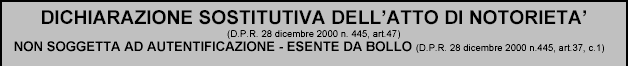 DICHIARAZIONE SOSTITUTIVA DELL’ATTO DI NOTORIETA’
(D.P.R. 28 dicembre 2000 n. 445, art.47)
NON SOGGETTA AD AUTENTIFICAZIONE - ESENTE DA BOLLO (D.P.R. 28 dicembre 2000 n.445, art.37, c.1)